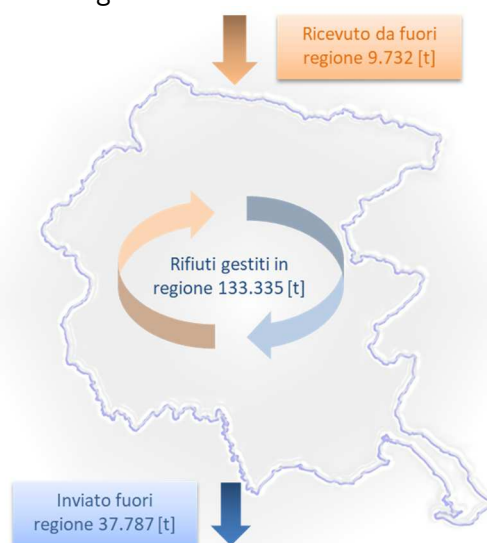 Ricevuto da fuori
regione 9.732 [t]
Rifiuti gestiti in
regione 133.335 [t]
Inviato fuori
regione 37.787 [t]